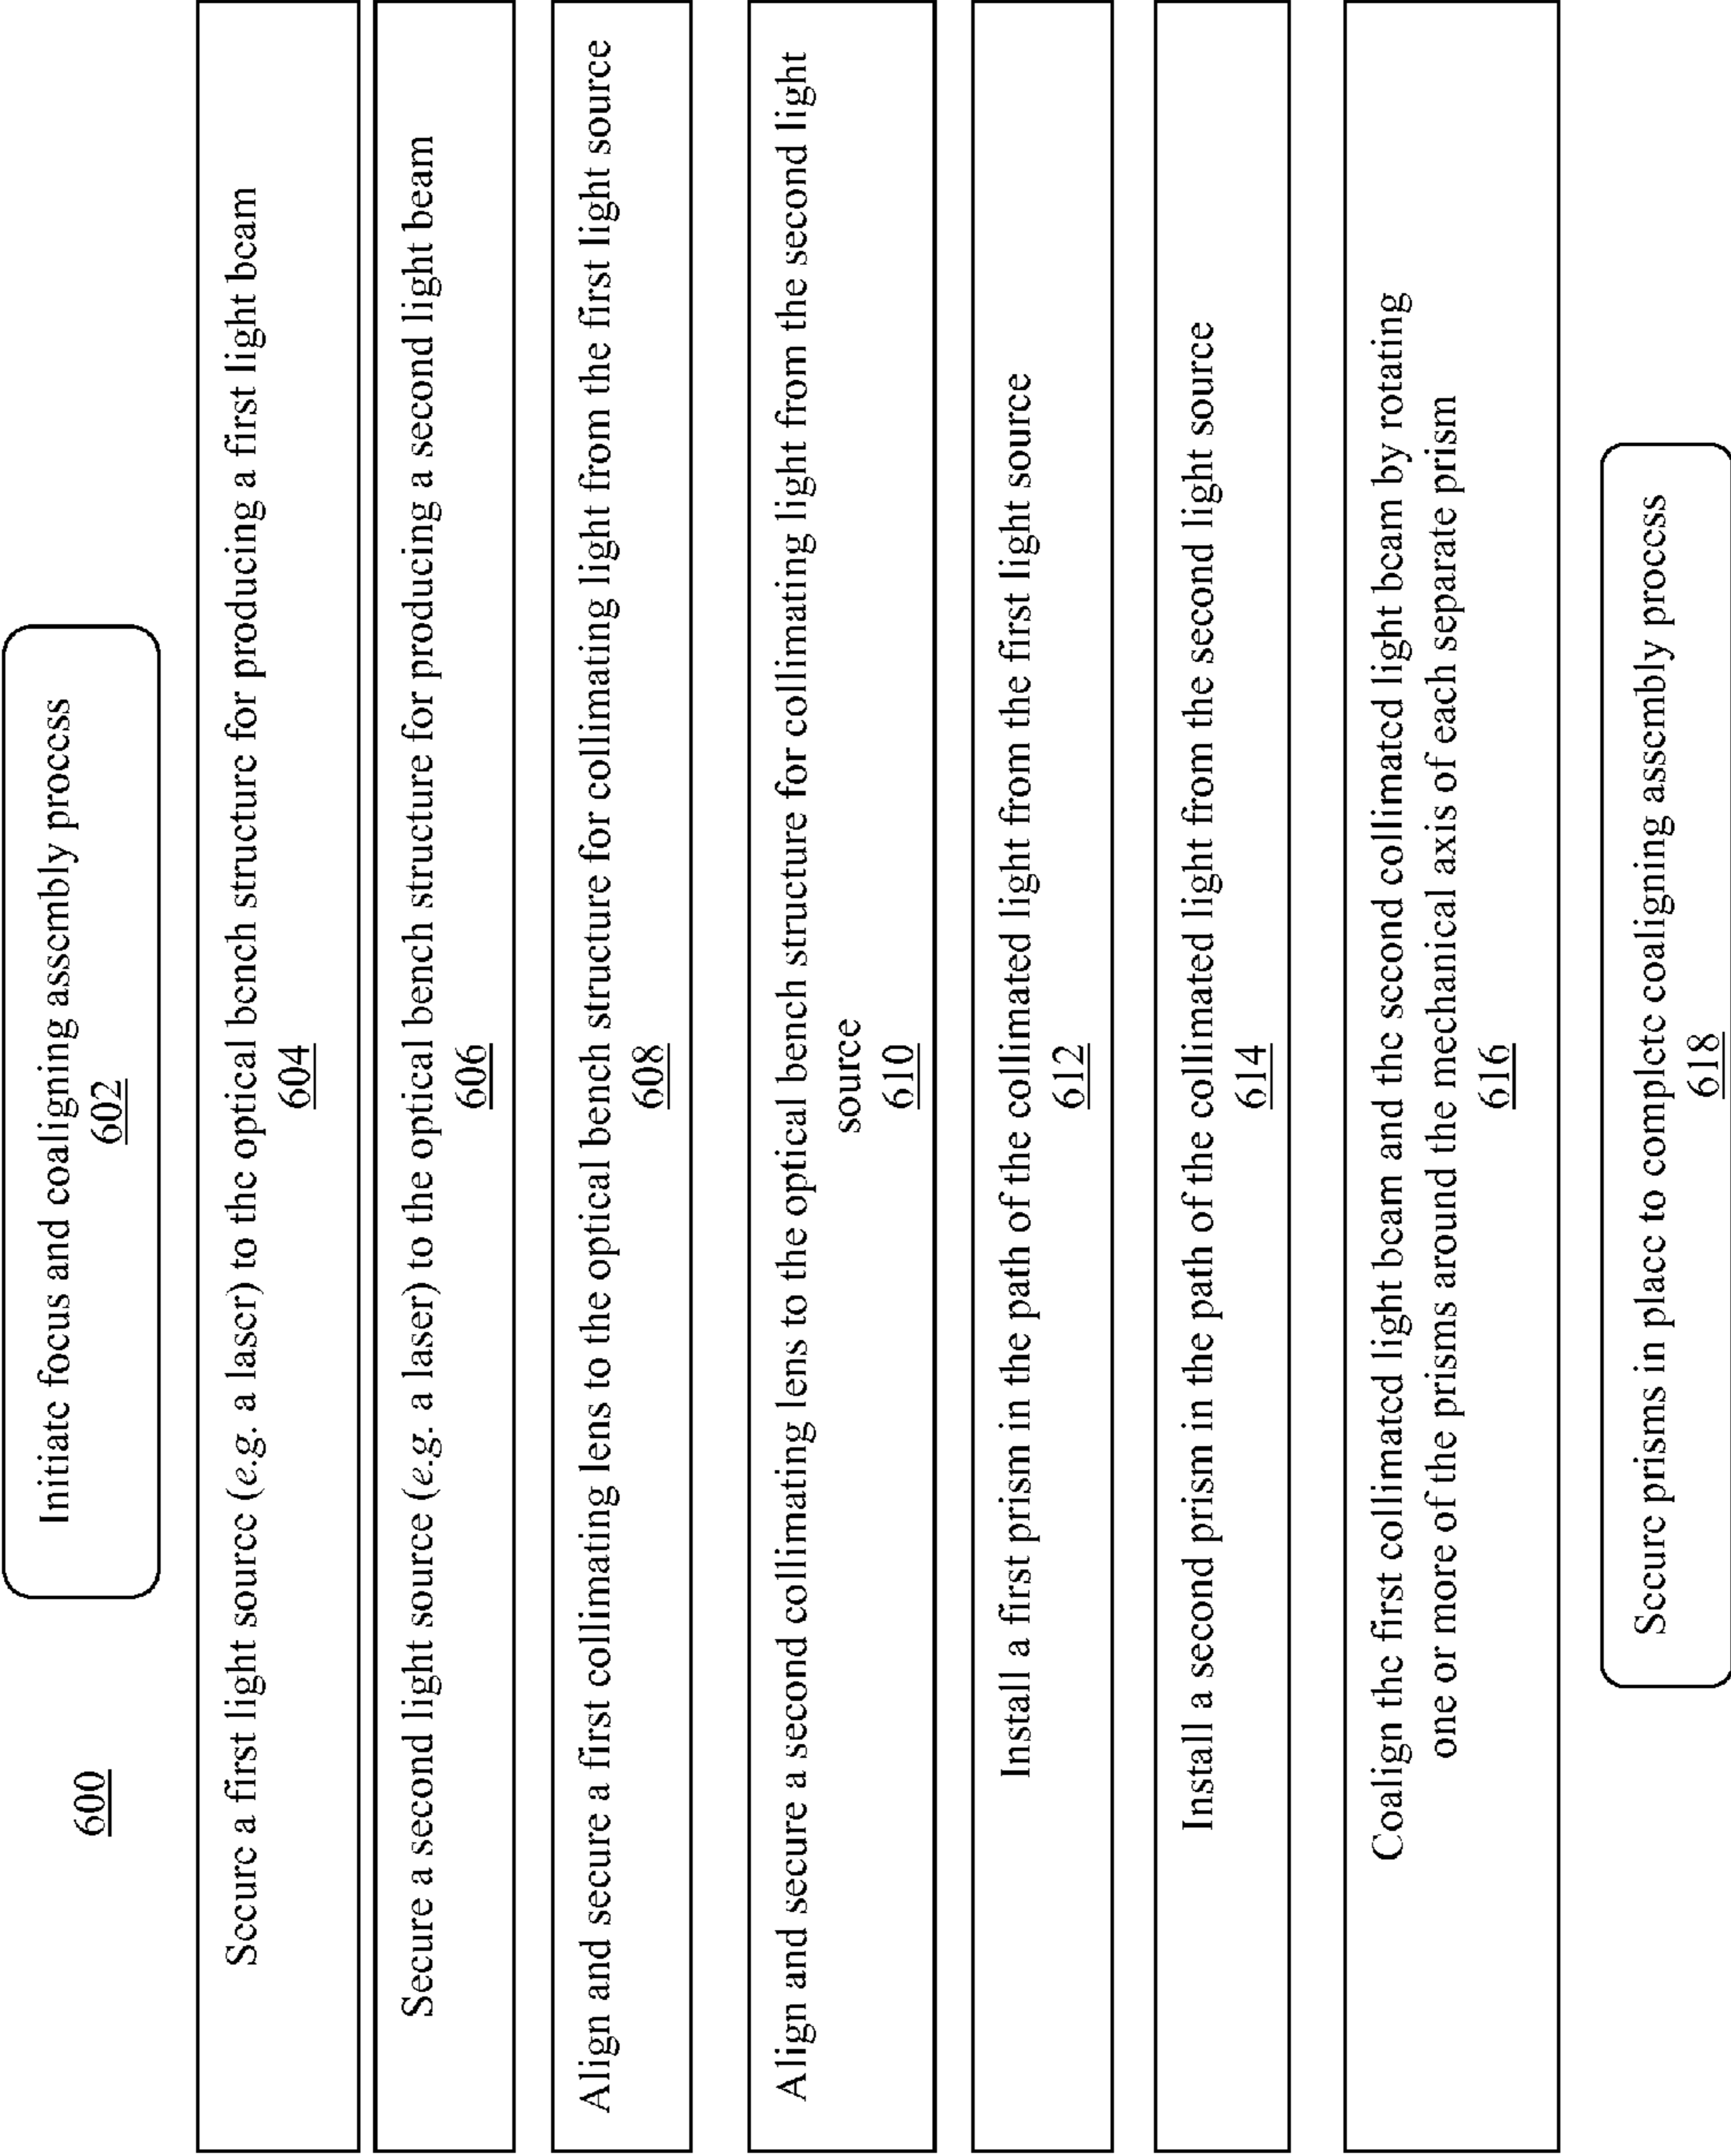 600
Initiate focus and coaligning assembly process
602
Secure a first light source (e.g. a laser) to the optical bench structure for producing a first light beam
604
Secure a second light source (e.g. a laser) to the optical bench structure for producing a second light beam
606
Align and secure a first collimating lens to the optical bench structure for collimating light from the first light source
608
Align and secure a second collimating lens to the optical bench structure for collimating light from the second light
source
610
Install a first prism in the path of the collimated light from the first light source
612
Install a second prism in the path of the collimated light from the second light source
614
Coalign the first collimated light beam and the second collimated light beam by rotating
one or more of the prisms around the mechanical axis of each separate prism
616
Secure prisms in place to complete coaligning assembly process
618